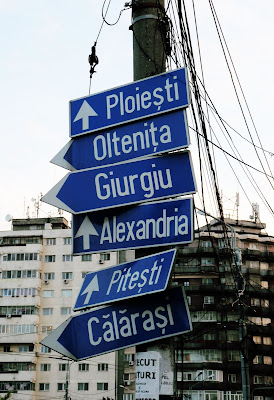 Ploiești
Oltenița
Giurgiu
Alexandria
Pitești
Călărași